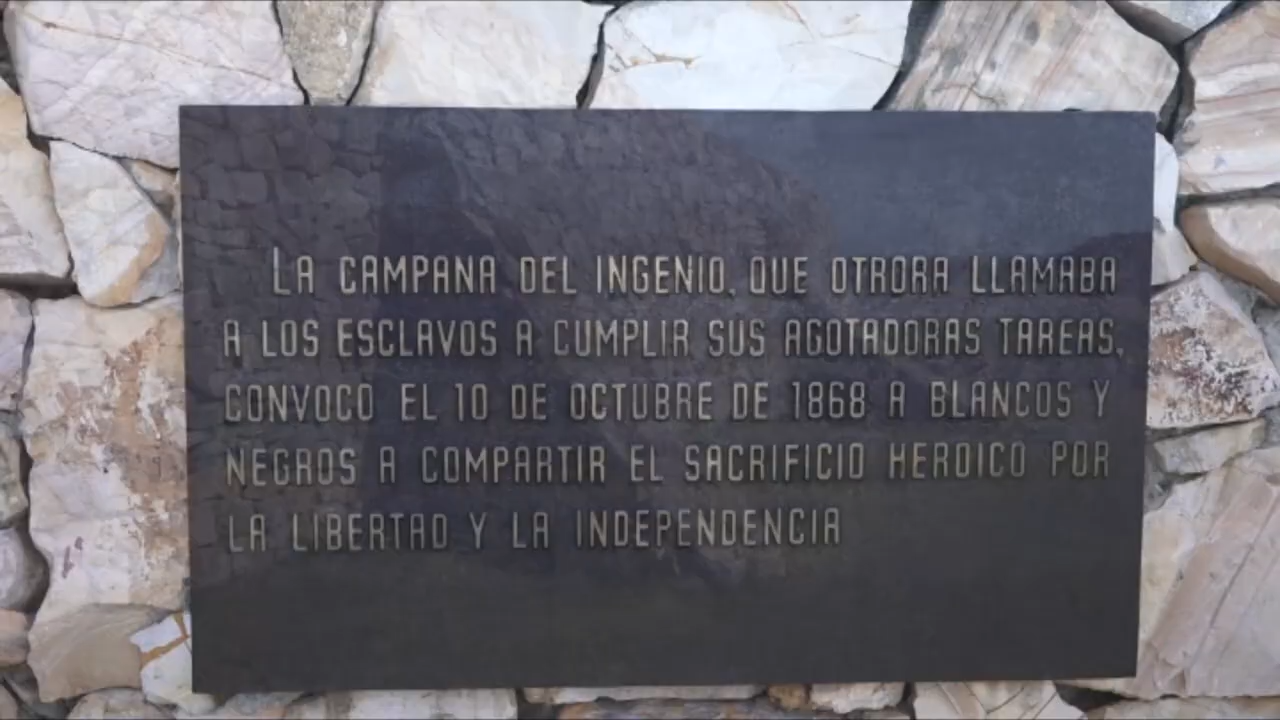 LA CAMPANA DEL INGENIO, QUE OTRORA LLAMABA
A LOS ESCLAVOS A CUMPLIR SUS AGOTADORAS TAREAS,
CONVOCO EL 10 DE OCTUBRE DE 1868 A BLANCOS Y
NEGROS A COMPARTIR EL SACRIFICIO HEROICO POR
LA LIBERTAD Y LA INDEPENDENCIA